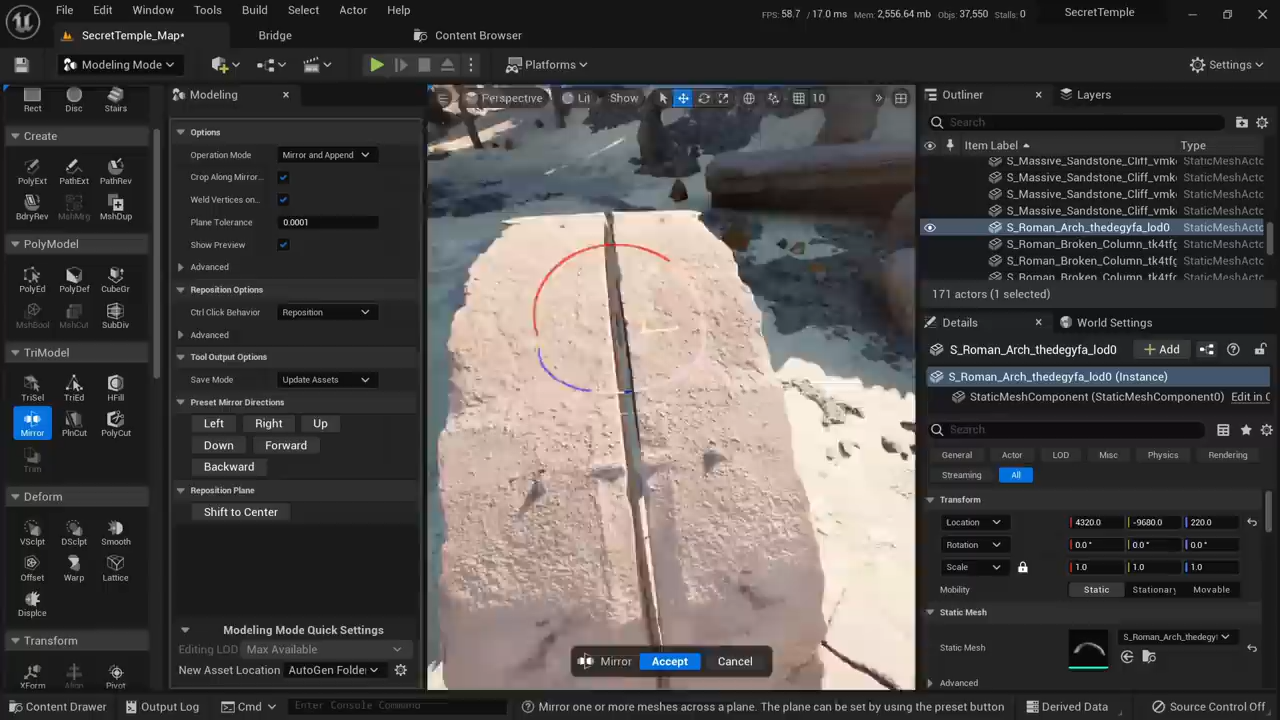 File Edit Window Tools Build Select Actor Help
FPS: 58.7 / 17.0 ms Mem: 2,556.64 mb Objs: 37,550 Stalls: 0 SecretTemple
SecretTemple_Map• Bridge Content Browser
Modeling Mode Platforms Settings
Rect Disc Stairs
Create
PolyExt PathExt PathRev
BdryRev MshMrg MshDup
PolyModel
PolyEd PolyDef CubeGr
MshBool MshCut SubDiv
TriModel
TriSel TriEd HFill
Mirror PlnCut PolyCut
Trim
Deform
VSclpt DSclpt Smooth
Offset Warp Lattice
Displce
Transform
XForm Align Pivot
Modeling
Options
Operation Mode Mirror and Append
Crop Along Mirror...
Weld Vertices on...
Plane Tolerance 0.0001
Show Preview
Advanced
Reposition Options
Ctrl Click Behavior Reposition
Advanced
Tool Output Options
Save Mode Update Assets
Preset Mirror Directions
Left Right Up
Down Forward
Backward
Reposition Plane
Shift to Center
Modeling Mode Quick Settings
Editing LOD Max Available
New Asset Location AutoGen Folder
Perspective Lit Show 10
Mirror Accept Cancel
Outliner Layers
Search
Item Label Type
S_Massive_Sandstone_Cliff_vmk StaticMeshActo
S_Massive_Sandstone_Cliff_vmk StaticMeshActo
S_Massive_Sandstone_Cliff_vmk StaticMeshActo
S_Massive_Sandstone_Cliff_vmk StaticMeshActo
S_Roman_Arch_thedegyfa_lod0 StaticMeshActo
S_Roman_Broken_Column_tk4tfc StaticMeshActo
S_Roman_Broken_Column_tk4tfc StaticMeshActo
S_Roman_Broken_Column_tk4tfc StaticMeshActo
171 actors (1 selected)
Details World Settings
S_Roman_Arch_thedegyfa_lod0 Add
S_Roman_Arch_thedegyfa_lod0 (Instance)
StaticMeshComponent (StaticMeshComponent0) Edit in C
Search
General Actor LOD Misc Physics Rendering
Streaming All
Transform
Location 4320.0 -9680.0 220.0
Rotation 0.0 ° 0.0 ° 0.0 °
Scale 1.0 1.0 1.0
Mobility Static Stationary Movable
Static Mesh
Static Mesh S_Roman_Arch_thedegyf
Advanced
Content Drawer Output Log Cmd Enter Console Command Mirror one or more meshes across a plane. The plane can be set by using the preset button Derived Data Source Control Off